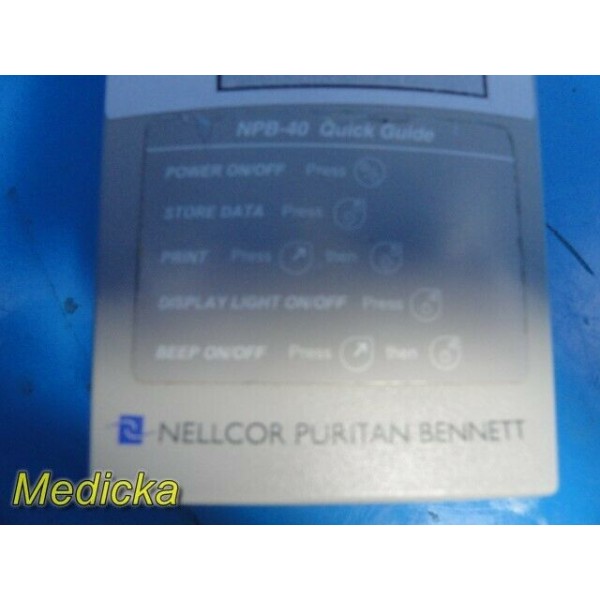 NPB-40 Quick Guide
POWER ON/OFF Press
STORE DATA Press
PRINT Press then
DISPLAY LIGHT ON/OFF Press
BEEP ON/OFF Press then
NELLCOR PURITAN BENNETT
Medicka